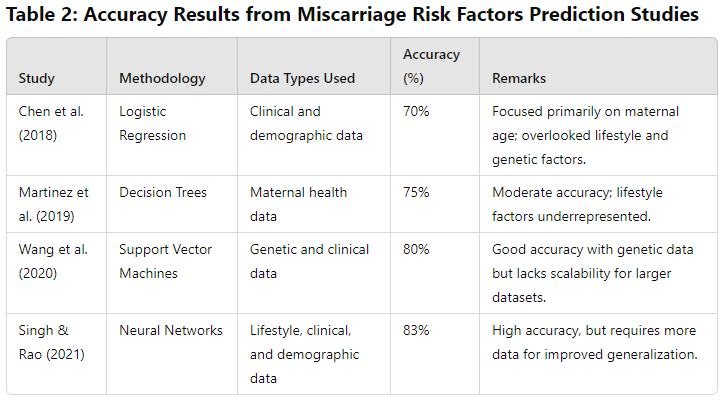 Table 2: Accuracy Results from Miscarriage Risk Factors Prediction Studies
Study
Methodology
Data Types Used
Accuracy
(%)
Remarks
Chen et al.
(2018)
Logistic
Regression
Clinical and
demographic data
70%
Focused primarily on maternal
age; overlooked lifestyle and
genetic factors.
Martinez et
al. (2019)
Decision Trees
Maternal health
data
75%
Moderate accuracy; lifestyle
factors underrepresented.
Wang et al.
(2020)
Support Vector
Machines
Genetic and clinical
data
80%
Good accuracy with genetic data
but lacks scalability for larger
datasets.
Singh &
Rao (2021)
Neural Networks
Lifestyle, clinical,
and demographic
data
83%
High accuracy, but requires more
data for improved generalization.